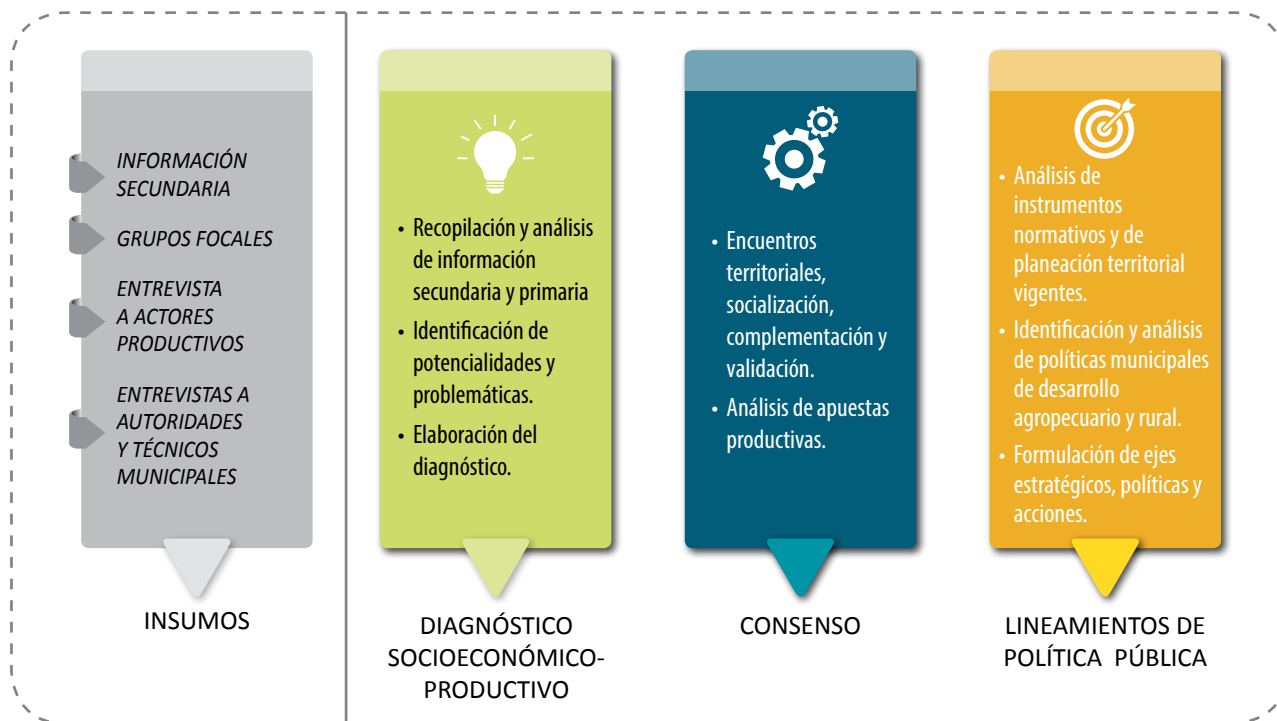 INFORMACIÓN
SECUNDARIA
GRUPOS FOCALES
ENTREVISTA
A ACTORES
PRODUCTIVOS
ENTREVISTAS A
AUTORIDADES
Y TÉCNICOS
MUNICIPALES
INSUMOS
• Recopilación y análisis
de información
secundaria y primaria
• Identificación de
potencialidades y
problemáticas.
• Elaboración del
diagnóstico.
DIAGNÓSTICO
SOCIOECONÓMICO-
PRODUCTIVO
• Encuentros
territoriales,
socialización,
complementación y
validación.
• Análisis de apuestas
productivas.
CONSENSO
• Análisis de
instrumentos
normativos y de
planeación territorial
vigentes.
• Identificación y análisis
de políticas municipales
de desarrollo
agropecuario y rural.
• Formulación de ejes
estratégicos, políticas y
acciones.
LINEAMIENTOS DE
POLÍTICA PÚBLICA